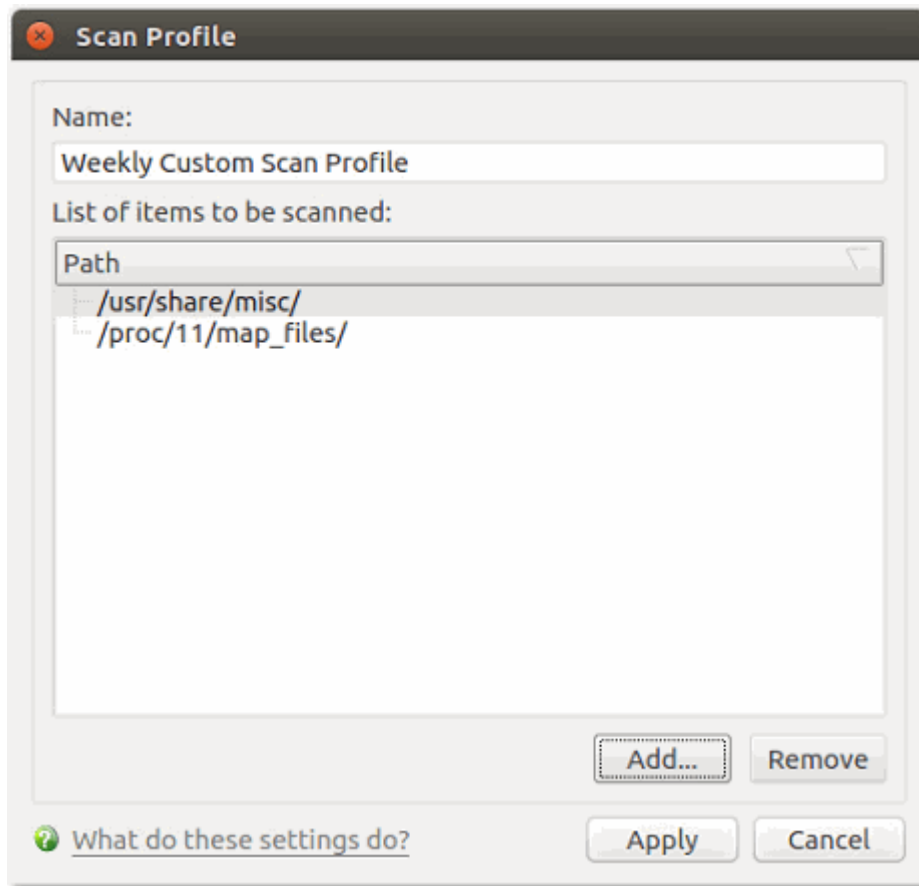 Scan Profile
Name:
Weekly Custom Scan Profile
List of items to be scanned:
Path
/usr/share/misc/
/proc/11/map_files/
Add... Remove
What do these settings do? Apply Cancel